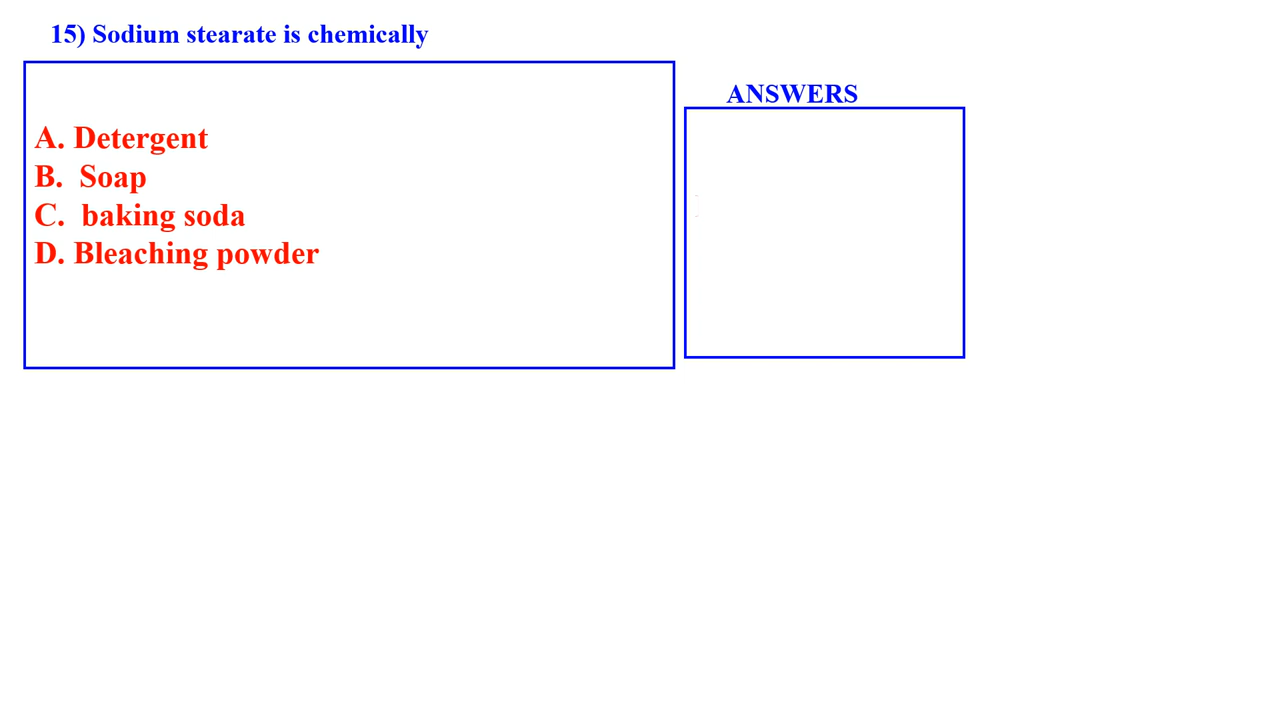 15) Sodium stearate is chemically
ANSWERS
A. Detergent
B. Soap
C. baking soda
D. Bleaching powder